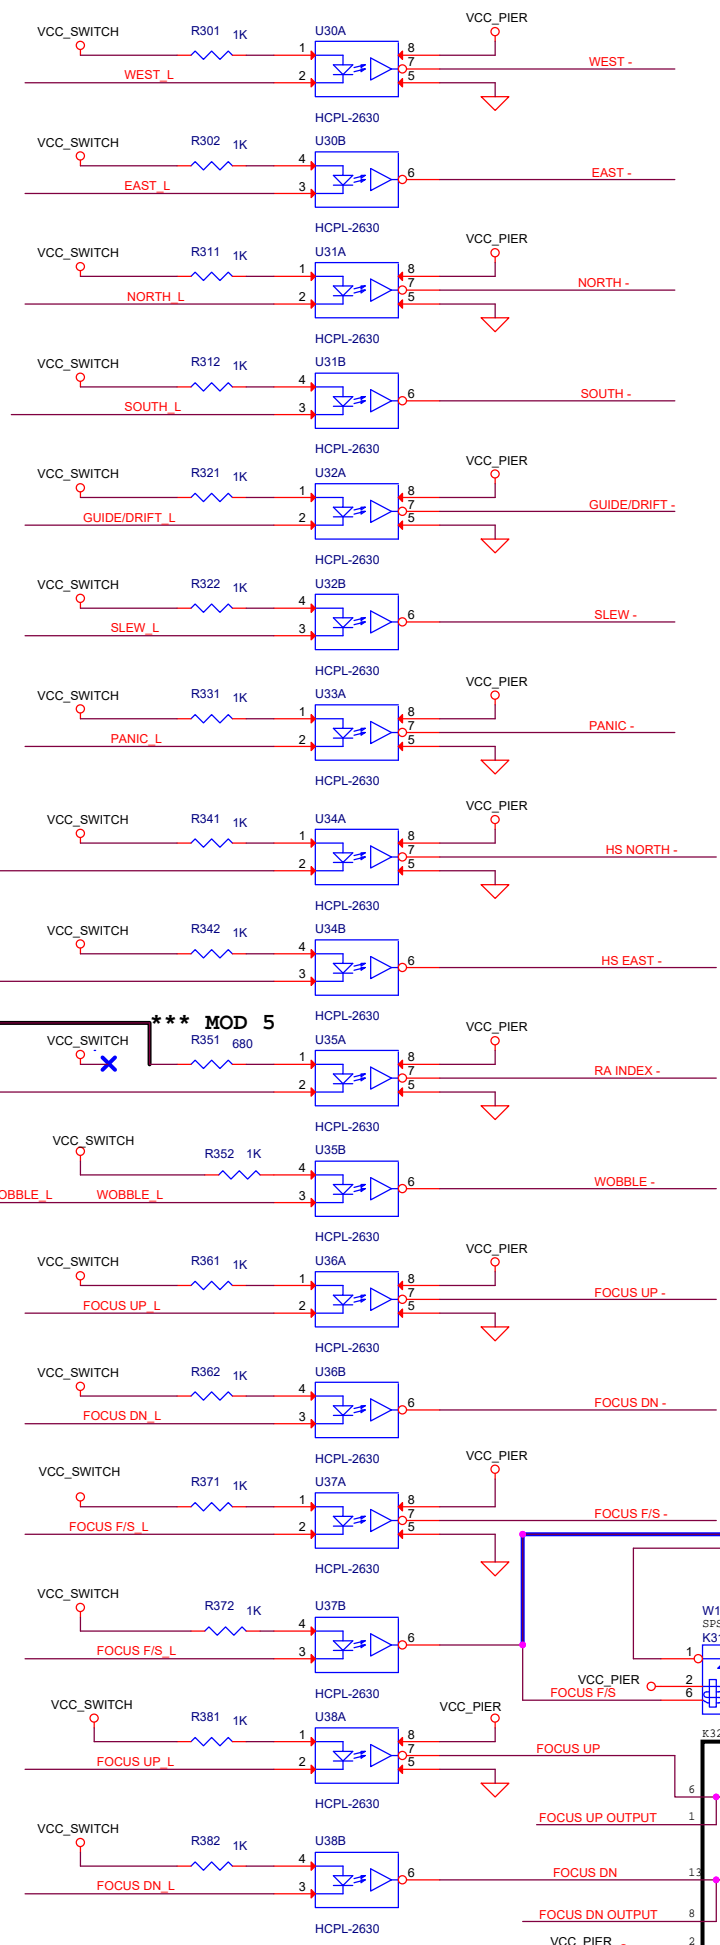 VCC_SWITCH R301 1K U30A VCC_PIER
1 8
7 WEST -
WEST_L 2 5
HCPL-2630
VCC_SWITCH R302 1K U30B
4
6 EAST -
EAST_L 3
HCPL-2630
VCC_SWITCH R311 1K U31A VCC_PIER
1 8
7 NORTH -
NORTH_L 2 5
HCPL-2630
VCC_SWITCH R312 1K U31B
4
6 SOUTH -
SOUTH_L 3
HCPL-2630
VCC_SWITCH R321 1K U32A VCC_PIER
1 8
7 GUIDE/DRIFT -
GUIDE/DRIFT_L 2 5
HCPL-2630
VCC_SWITCH R322 1K U32B
4
6 SLEW -
SLEW_L 3
HCPL-2630
VCC_SWITCH R331 1K U33A VCC_PIER
1 8
7 PANIC -
PANIC_L 2 5
HCPL-2630
VCC_SWITCH R341 1K U34A VCC_PIER
1 8
7 HS NORTH -
2 5
HCPL-2630
VCC_SWITCH R342 1K U34B
4
6 HS EAST -
3
HCPL-2630
*** MOD 5
VCC_SWITCH R351 680 U35A VCC_PIER
1 8
7 RA INDEX -
2 5
HCPL-2630
VCC_SWITCH R352 1K U35B
4
6 WOBBLE -
OBBLE_L WOBBLE_L 3
HCPL-2630
VCC_SWITCH R361 1K U36A VCC_PIER
1 8
7 FOCUS UP -
FOCUS UP_L 2 5
HCPL-2630
VCC_SWITCH R362 1K U36B
4
6 FOCUS DN -
FOCUS DN_L 3
HCPL-2630
VCC_SWITCH R371 1K U37A VCC_PIER
1 8
7 FOCUS F/S -
FOCUS F/S_L 2 5
HCPL-2630
VCC_SWITCH R372 1K U37B
4
6
FOCUS F/S_L 3
HCPL-2630
W1
SPS
K31
1
VCC_PIER 2
FOCUS F/S 6
VCC_SWITCH R381 1K U38A VCC_PIER
K32
1 8
7 FOCUS UP
FOCUS UP_L 2 5
6
HCPL-2630
FOCUS UP OUTPUT 1
VCC_SWITCH R382 1K U38B
4
6 FOCUS DN 13
FOCUS DN_L 3
FOCUS DN OUTPUT 8
HCPL-2630
VCC_PIER 2